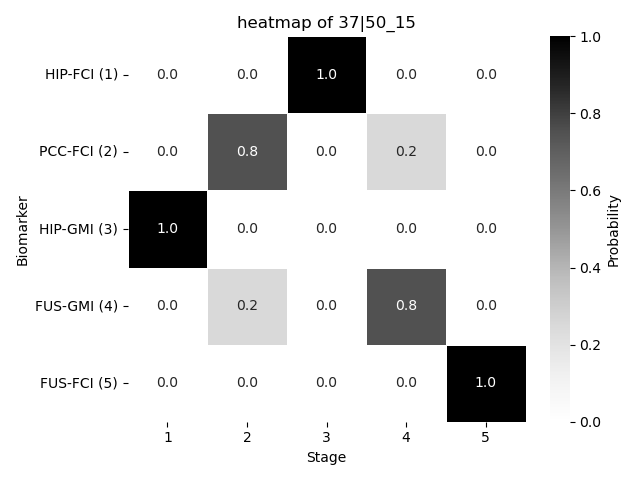 heatmap of 37|50_15
HIP-FCI (1) 0.0 0.0 1.0 0.0 0.0
PCC-FCI (2) 0.0 0.8 0.0 0.2 0.0
HIP-GMI (3) 1.0 0.0 0.0 0.0 0.0
FUS-GMI (4) 0.0 0.2 0.0 0.8 0.0
FUS-FCI (5) 0.0 0.0 0.0 0.0 1.0
1 2 3 4 5
Stage
Biomarker
1.0
0.8
0.6
0.4
0.2
0.0
Probability